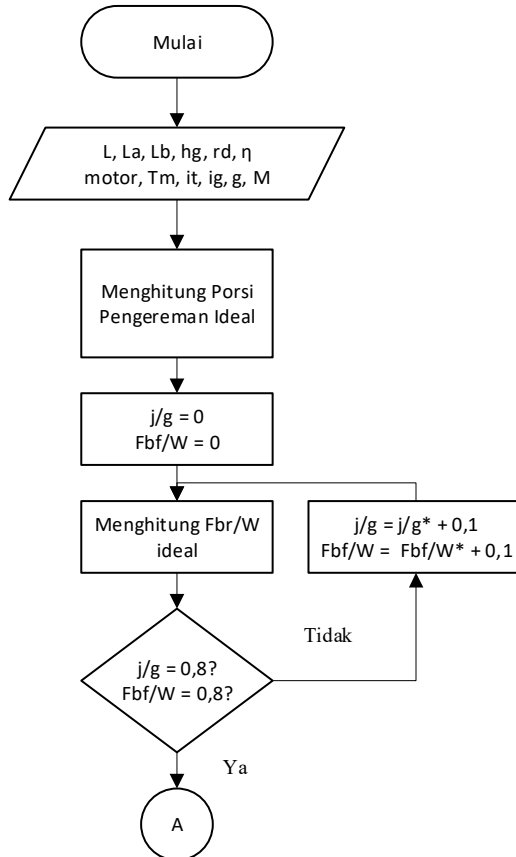 Mulai
L, La, Lb, hg, rd, η
motor, Tm, it, ig, g, M
Menghitung Porsi
Pengereman Ideal
j/g = 0
Fbf/W = 0
Menghitung Fbr/W
ideal
j/g = j/g* + 0,1
Fbf/W = Fbf/W* + 0,1
Tidak
j/g = 0,8?
Fbf/W = 0,8?
Ya
A